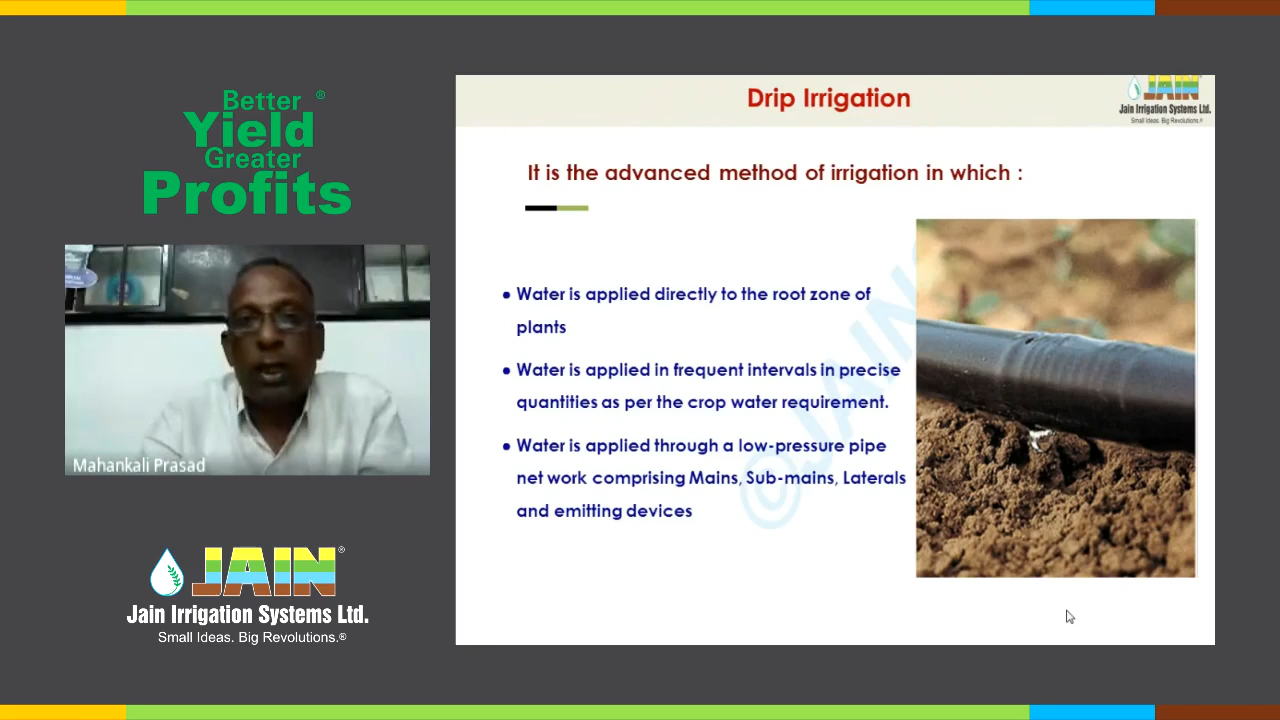 Better ®
Yield
Greater
Profits
Mahankali Prasad
JAIN®
Jain Irrigation Systems Ltd.
Small Ideas. Big Revolutions.®
Drip Irrigation
JAIN
Jain Irrigation Systems Ltd.
Small Ideas. Big Revolutions.®
It is the advanced method of irrigation in which :
• Water is applied directly to the root zone of
plants
• Water is applied in frequent intervals in precise
quantities as per the crop water requirement.
• Water is applied through a low-pressure pipe
net work comprising Mains, Sub-mains, Laterals
and emitting devices
©JAIN